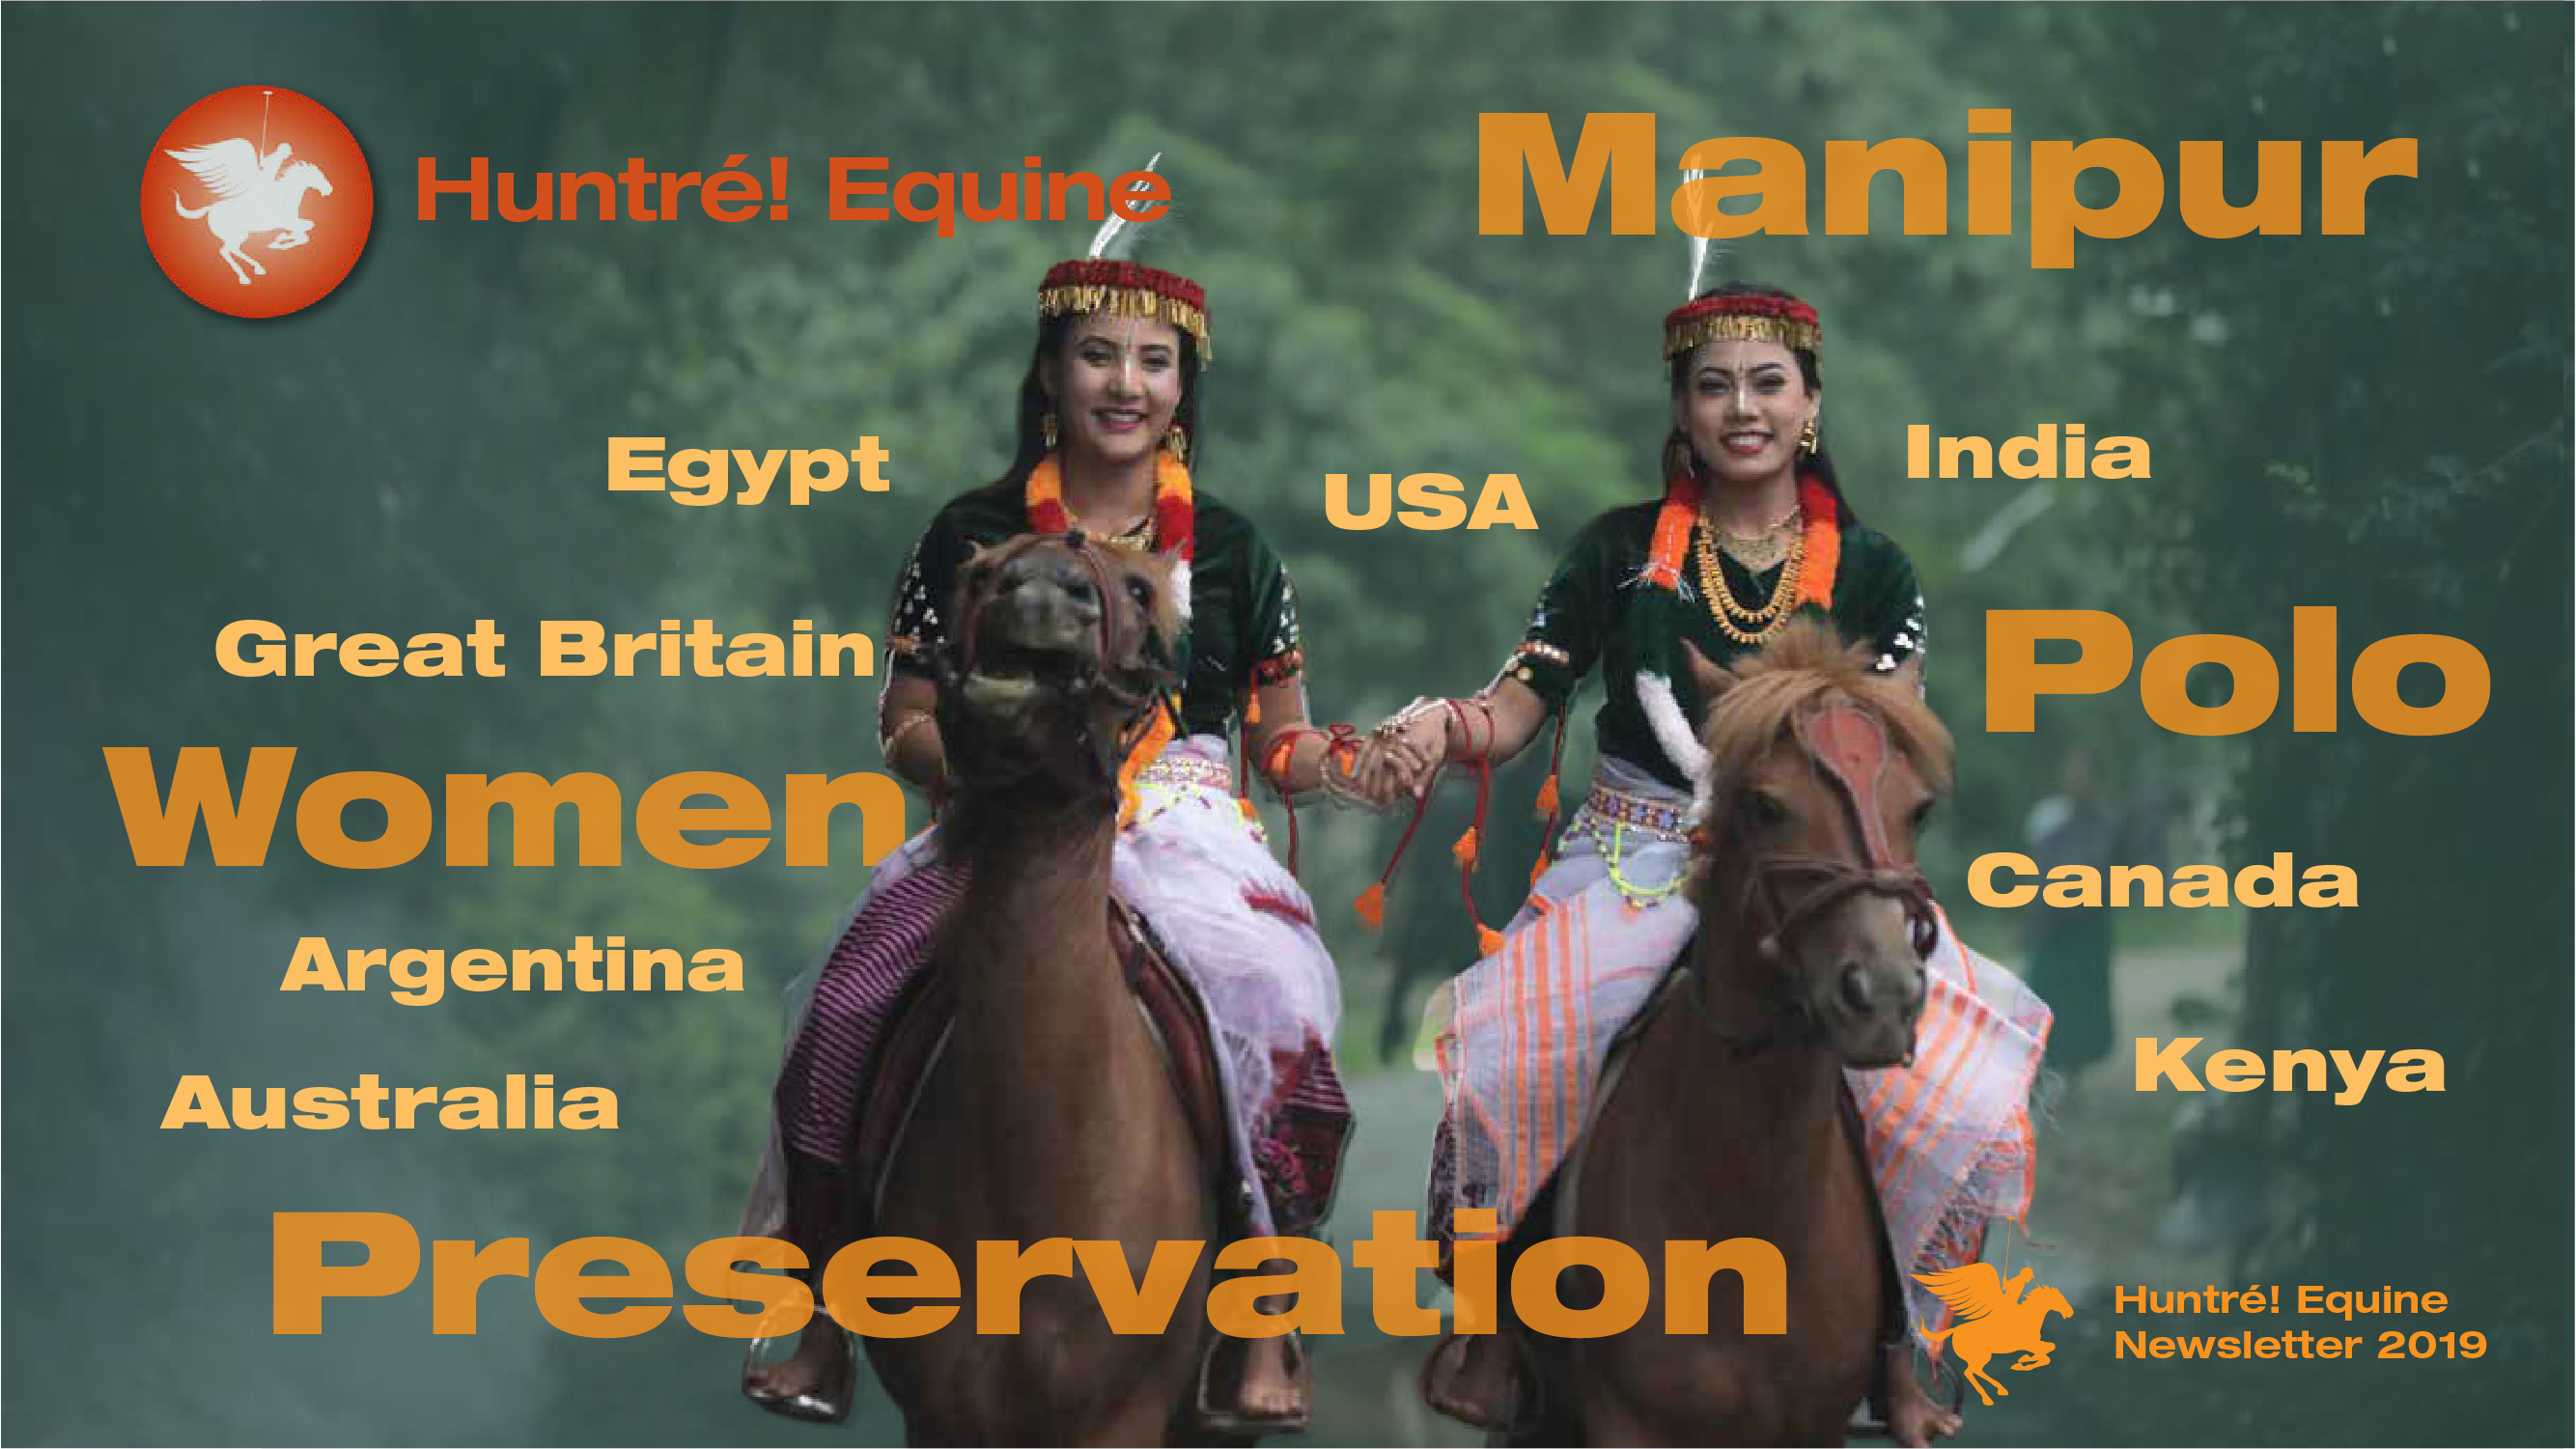 Huntré! Equine
Manipur
Egypt
USA
India
Great Britain
Polo
Women
Canada
Argentina
Kenya
Australia
Preservation
Huntré! Equine
Newsletter 2019